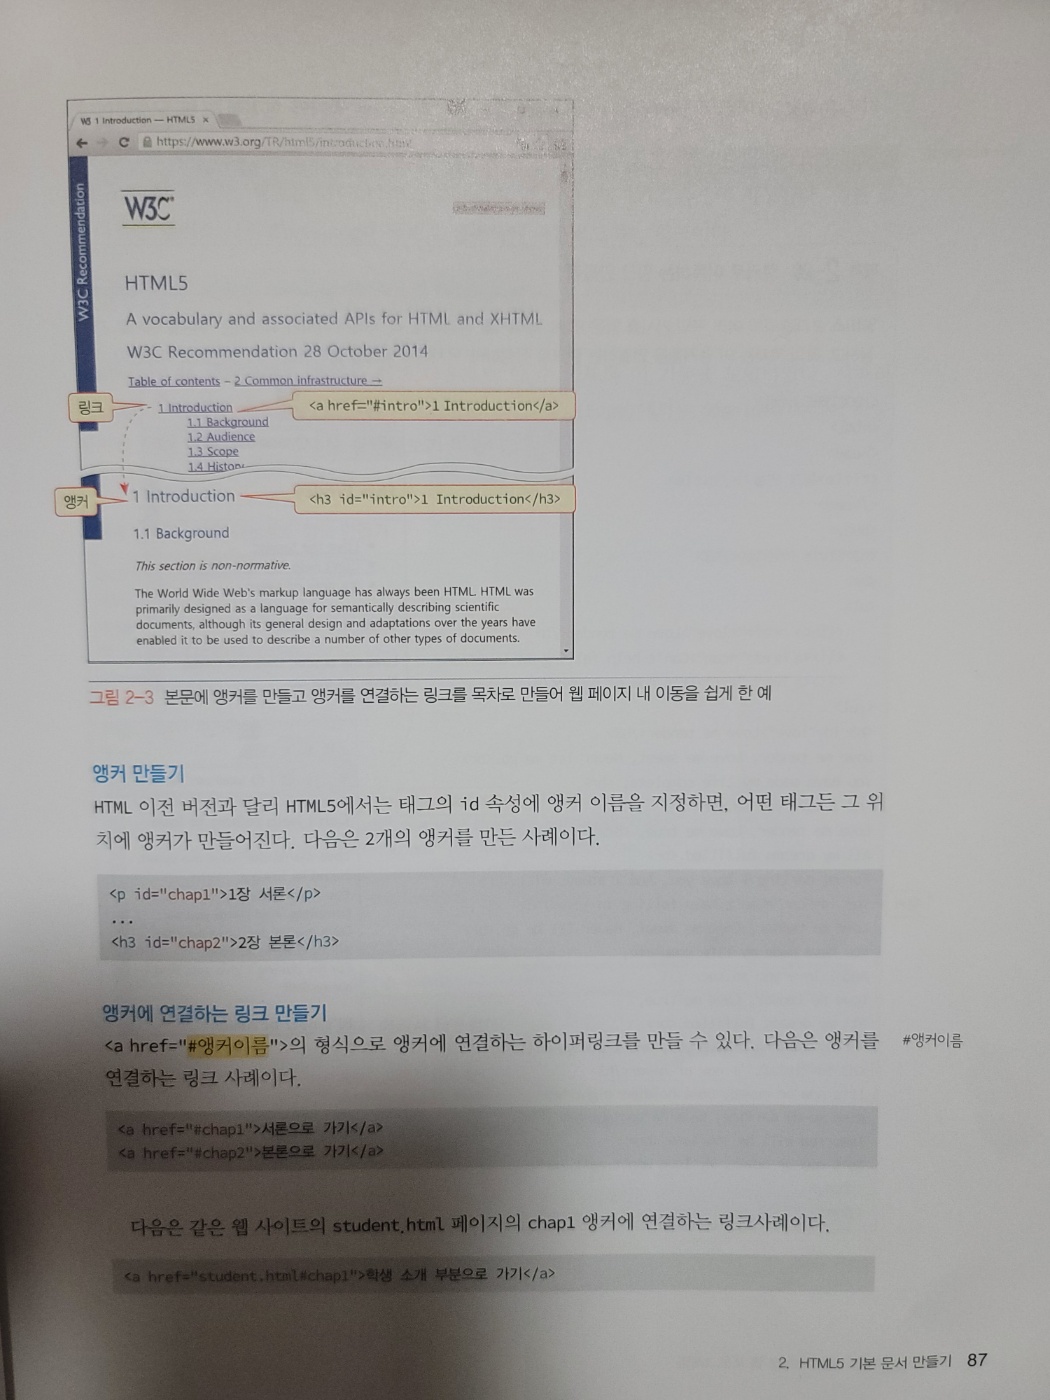 W3 1 Introduction — HTML5 ×
https://www.w3.org/TR/html5/introduction.html
W3C Recommendation
W3C
HTML5
A vocabulary and associated APIs for HTML and XHTML
W3C Recommendation 28 October 2014
Table of contents – 2 Common infrastructure →
링크
1 Introduction
<a href="#intro">1 Introduction</a>
1.1 Background
1.2 Audience
1.3 Scope
1.4 History
앵커
1 Introduction
<h3 id="intro">1 Introduction</h3>
1.1 Background
This section is non-normative.
The World Wide Web's markup language has always been HTML. HTML was
primarily designed as a language for semantically describing scientific
documents, although its general design and adaptations over the years have
enabled it to be used to describe a number of other types of documents.
그림 2-3 본문에 앵커를 만들고 앵커를 연결하는 링크를 목차로 만들어 웹 페이지 내 이동을 쉽게 한 예
앵커 만들기
HTML 이전 버전과 달리 HTML5에서는 태그의 id 속성에 앵커 이름을 지정하면, 어떤 태그든 그 위
치에 앵커가 만들어진다. 다음은 2개의 앵커를 만든 사례이다.
<p id="chap1">1장 서론</p>
...
<h3 id="chap2">2장 본론</h3>
앵커에 연결하는 링크 만들기
<a href="#앵커이름">의 형식으로 앵커에 연결하는 하이퍼링크를 만들 수 있다. 다음은 앵커를
#앵커이름
연결하는 링크 사례이다.
<a href="#chap1">서론으로 가기</a>
<a href="#chap2">본론으로 가기</a>
다음은 같은 웹 사이트의 student.html 페이지의 chap1 앵커에 연결하는 링크사례이다.
<a href="student.html#chap1">학생 소개 부분으로 가기</a>
2. HTML5 기본 문서 만들기 87